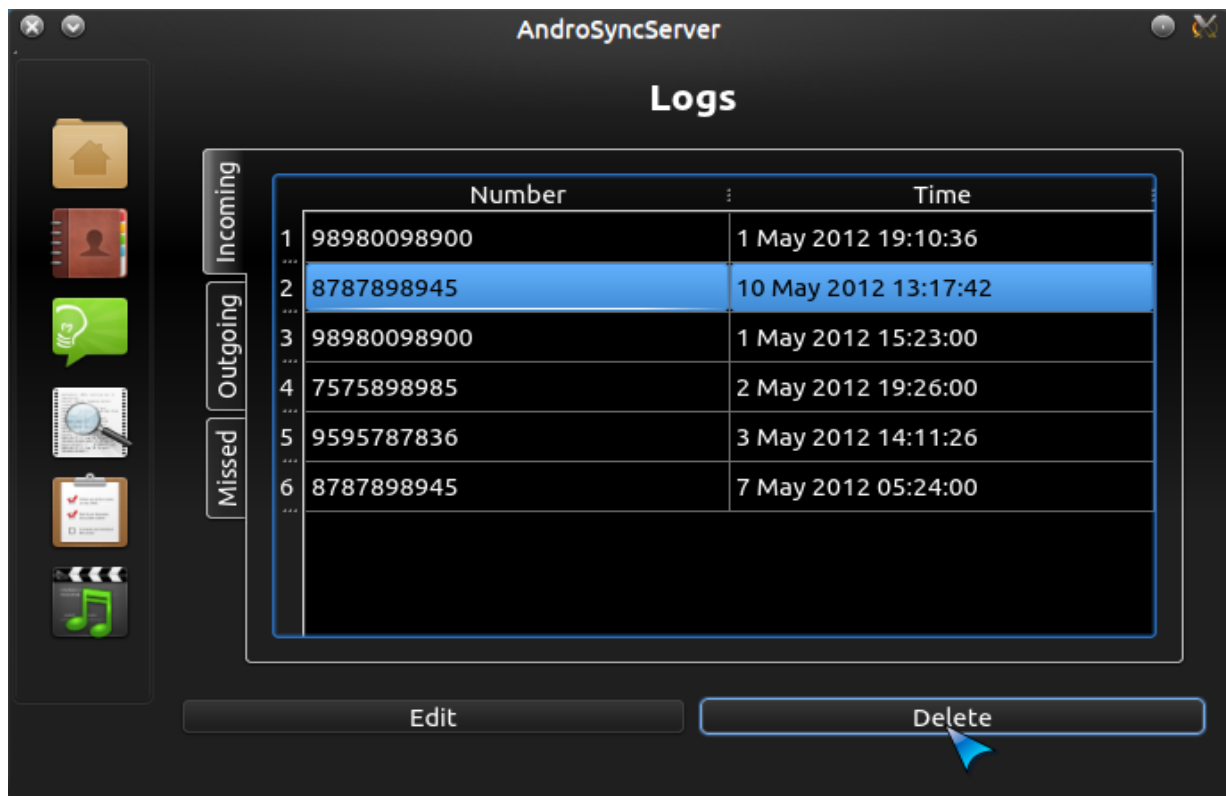 AndroSyncServer
Logs
Incoming
Outgoing
Missed
Number Time
1 98980098900 1 May 2012 19:10:36
2 8787898945 10 May 2012 13:17:42
3 98980098900 1 May 2012 15:23:00
4 7575898985 2 May 2012 19:26:00
5 9595787836 3 May 2012 14:11:26
6 8787898945 7 May 2012 05:24:00
Edit Delete